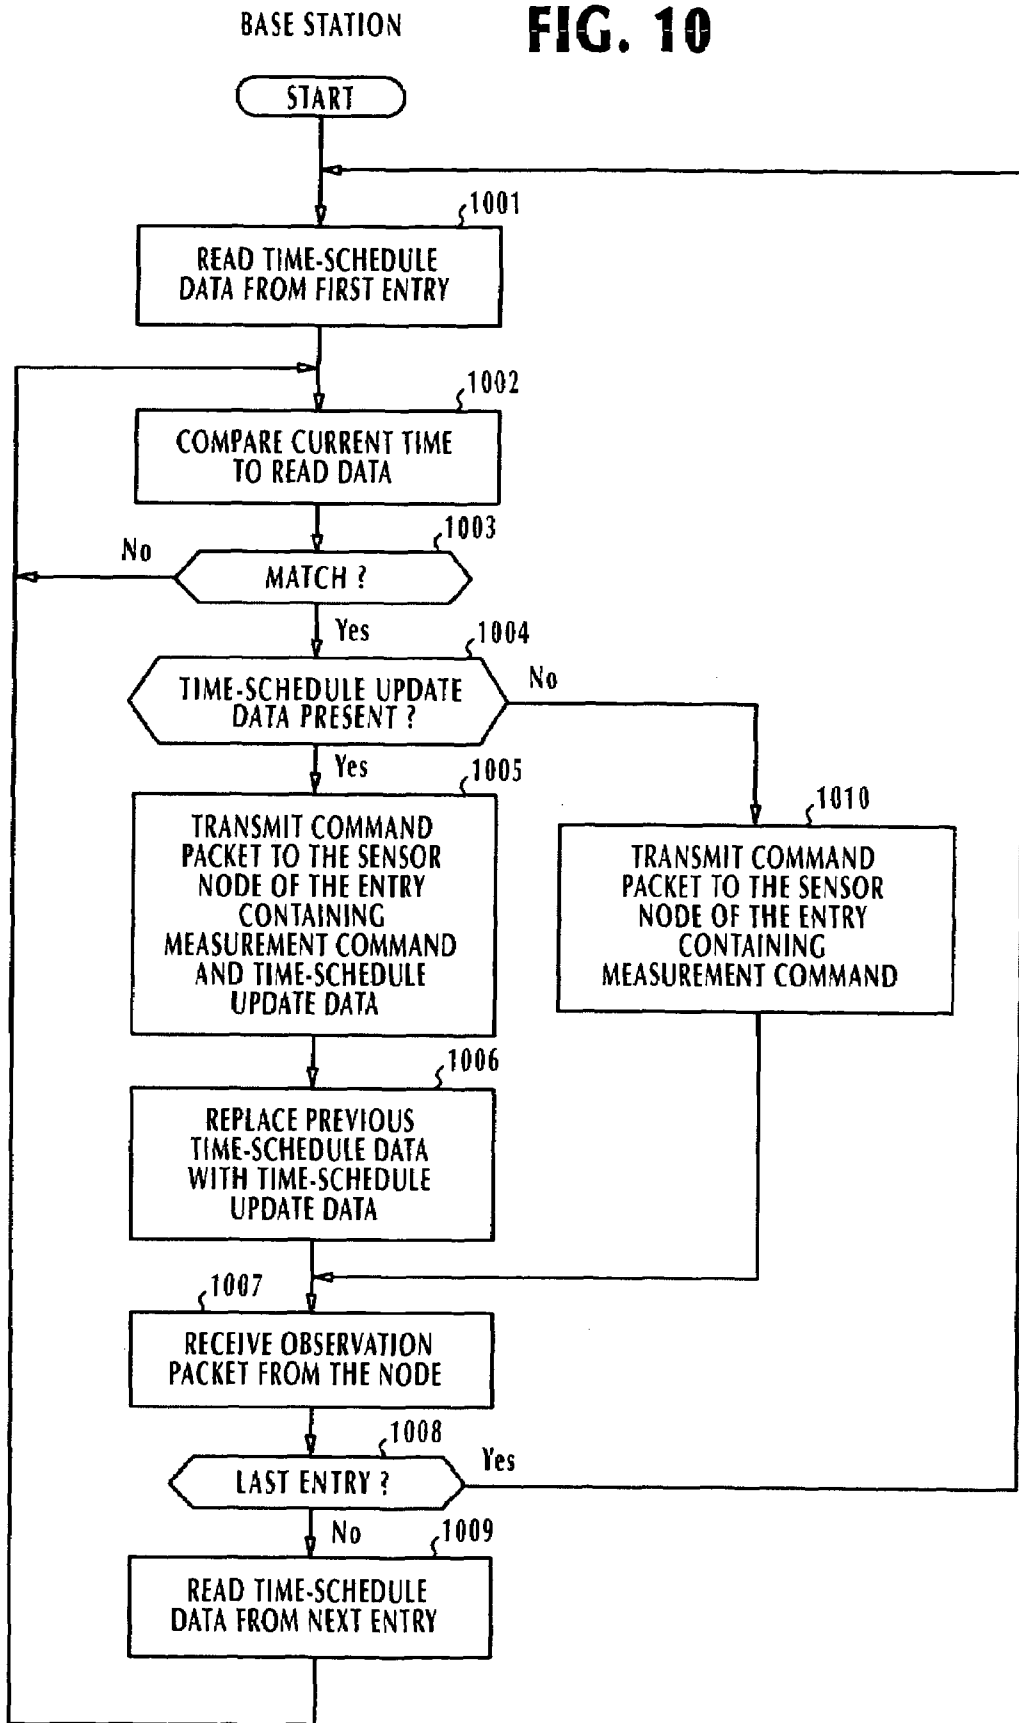 BASE STATION
FIG. 10
START
1001
READ TIME-SCHEDULE
DATA FROM FIRST ENTRY
1002
COMPARE CURRENT TIME
TO READ DATA
1003
No
MATCH ?
Yes
1004
TIME-SCHEDULE UPDATE
DATA PRESENT ?
No
Yes
1005
TRANSMIT COMMAND
PACKET TO THE SENSOR
NODE OF THE ENTRY
CONTAINING
MEASUREMENT COMMAND
AND TIME-SCHEDULE
UPDATE DATA
1010
TRANSMIT COMMAND
PACKET TO THE SENSOR
NODE OF THE ENTRY
CONTAINING
MEASUREMENT COMMAND
1006
REPLACE PREVIOUS
TIME-SCHEDULE DATA
WITH TIME-SCHEDULE
UPDATE DATA
1007
RECEIVE OBSERVATION
PACKET FROM THE NODE
1008
LAST ENTRY ?
Yes
No
1009
READ TIME-SCHEDULE
DATA FROM NEXT ENTRY